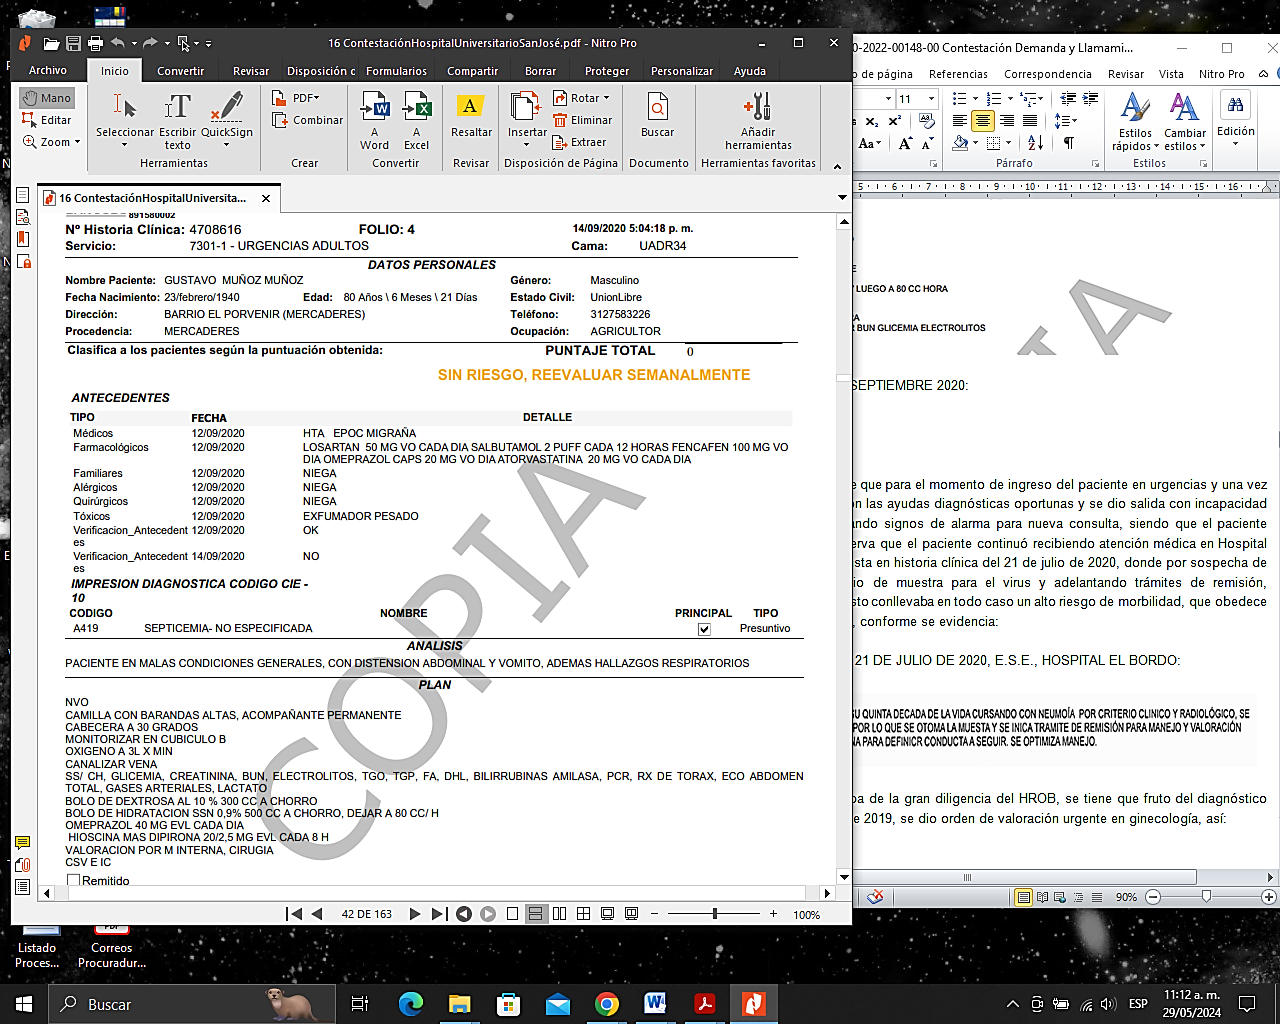 16 ContestaciónHospitalUniversitarioSanJosé.pdf - Nitro Pro
Archivo
Inicio
Convertir
Revisar
Disposición c
Formularios
Compartir
Borrar
Proteger
Personalizar
Ayuda
Mano
Editar
Zoom
Seleccionar
Escribir texto
QuickSign
Herramientas
PDF
Combinar
Crear
A Word
A Excel
Convertir
Resaltar
Revisar
Insertar
Rotar
Eliminar
Extraer
Disposición de Página
Buscar
Documento
Añadir herramientas
Herramientas favoritas
16 ContestaciónHospitalUniversita...
891580002
Nº Historia Clínica: 4708616 FOLIO: 4 14/09/2020 5:04:18 p. m.
Servicio: 7301-1 - URGENCIAS ADULTOS Cama: UADR34
DATOS PERSONALES
Nombre Paciente: GUSTAVO MUÑOZ MUÑOZ Género: Masculino
Fecha Nacimiento: 23/febrero/1940 Edad: 80 Años \ 6 Meses \ 21 Días Estado Civil: UnionLibre
Dirección: BARRIO EL PORVENIR (MERCADERES) Teléfono: 3127583226
Procedencia: MERCADERES Ocupación: AGRICULTOR
Clasifica a los pacientes según la puntuación obtenida: PUNTAJE TOTAL 0
SIN RIESGO, REEVALUAR SEMANALMENTE
ANTECEDENTES
TIPO FECHA DETALLE
Médicos 12/09/2020 HTA EPOC MIGRAÑA
Farmacológicos 12/09/2020 LOSARTAN 50 MG VO CADA DIA SALBUTAMOL 2 PUFF CADA 12 HORAS FENCAFEN 100 MG VO
DIA OMEPRAZOL CAPS 20 MG VO DIA ATORVASTATINA 20 MG VO CADA DIA
Familiares 12/09/2020 NIEGA
Alérgicos 12/09/2020 NIEGA
Quirúrgicos 12/09/2020 NIEGA
Tóxicos 12/09/2020 EXFUMADOR PESADO
Verificacion_Antecedent 12/09/2020 OK
es
Verificacion_Antecedent 14/09/2020 NO
es
IMPRESION DIAGNOSTICA CODIGO CIE -
10
CODIGO NOMBRE PRINCIPAL TIPO
A419 SEPTICEMIA- NO ESPECIFICADA Presuntivo
ANALISIS
PACIENTE EN MALAS CONDICIONES GENERALES, CON DISTENSION ABDOMINAL Y VOMITO, ADEMAS HALLAZGOS RESPIRATORIOS
PLAN
NVO
CAMILLA CON BARANDAS ALTAS, ACOMPAÑANTE PERMANENTE
CABECERA A 30 GRADOS
MONITORIZAR EN CUBICULO B
OXIGENO A 3L X MIN
CANALIZAR VENA
SS/ CH, GLICEMIA, CREATININA, BUN, ELECTROLITOS, TGO, TGP, FA, DHL, BILIRRUBINAS AMILASA, PCR, RX DE TORAX, ECO ABDOMEN
TOTAL, GASES ARTERIALES, LACTATO
BOLO DE DEXTROSA AL 10 % 300 CC A CHORRO
BOLO DE HIDRATACION SSN 0,9% 500 CC A CHORRO, DEJAR A 80 CC/ H
OMEPRAZOL 40 MG EVL CADA DIA
HIOSCINA MAS DIPIRONA 20/2,5 MG EVL CADA 8 H
VALORACION POR M INTERNA, CIRUGIA
CSV E IC
Remitido
COPIA
42 DE 163
100%
0-2022-00148-00 Contestación Demanda y Llamami...
o de página
Referencias
Correspondencia
Revisar
Vista
Nitro Pro
11
Párrafo
Estilos rápidos
Cambiar estilos
Estilos
Edición
5 6 7 8 9 10 11 12 13 14 15 16
E
LUEGO A 80 CC HORA
RA
R BUN GLICEMIA ELECTROLITOS
IA
SEPTIEMBRE 2020:
e que para el momento de ingreso del paciente en urgencias y una vez
on las ayudas diagnósticas oportunas y se dio salida con incapacidad
ando signos de alarma para nueva consulta, siendo que el paciente
erva que el paciente continuó recibiendo atención médica en Hospital
sta en historia clínica del 21 de julio de 2020, donde por sospecha de
io de muestra para el virus y adelantando trámites de remisión,
sto conllevaba en todo caso un alto riesgo de morbilidad, que obedece
, conforme se evidencia:
21 DE JULIO DE 2020, E.S.E., HOSPITAL EL BORDO:
SU QUINTA DECADA DE LA VIDA CURSANDO CON NEUMOÍA POR CRITERIO CLINICO Y RADIOLÓGICO, SE
POR LO QUE SE OTOMA LA MUESTA Y SE INICA TRAMITE DE REMISIÓN PARA MANEJO Y VALORACIÓN
NA PARA DEFINICR CONDUCTA A SEGUIR. SE OPTIMIZA MANEJO.
ba de la gran diligencia del HROB, se tiene que fruto del diagnóstico
e 2019, se dio orden de valoración urgente en ginecología, así:
90%
Listado Proces...
Correos Procuradur...
Buscar
ESP
11:12 a. m.
29/05/2024